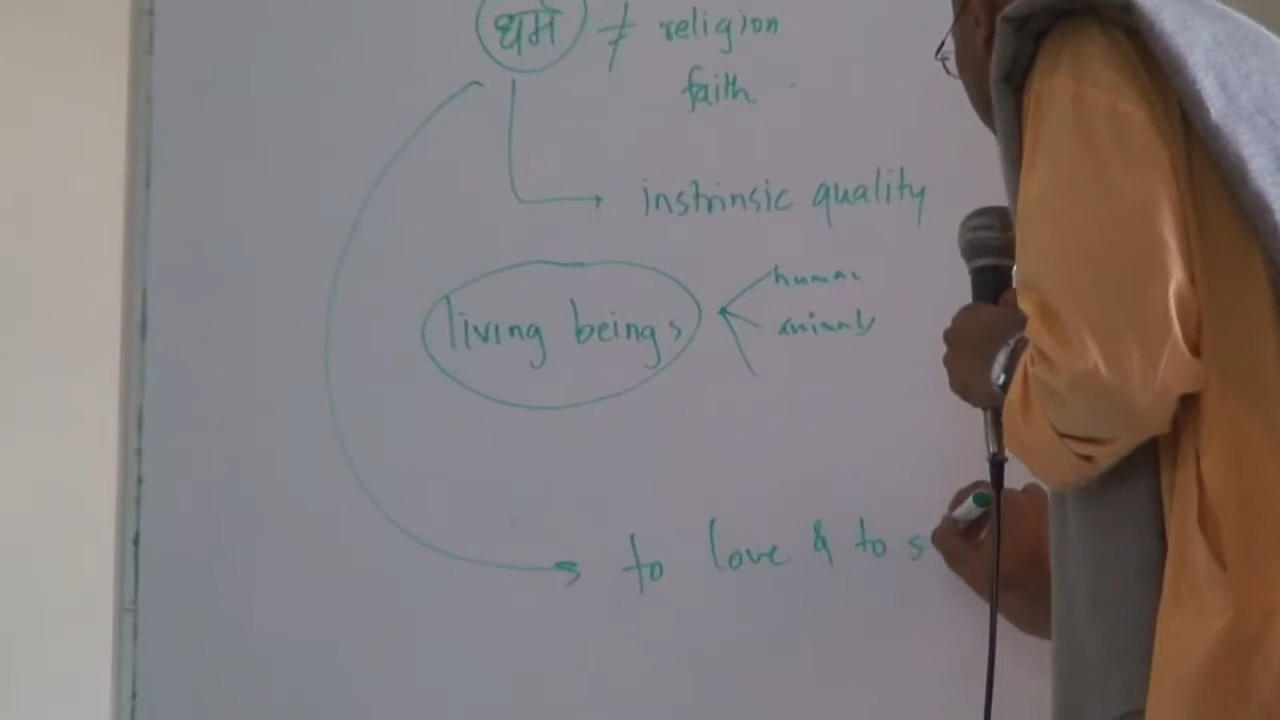 धर्म ≠ religion
faith
instrinsic quality
living beings
human
animals
to love & to s